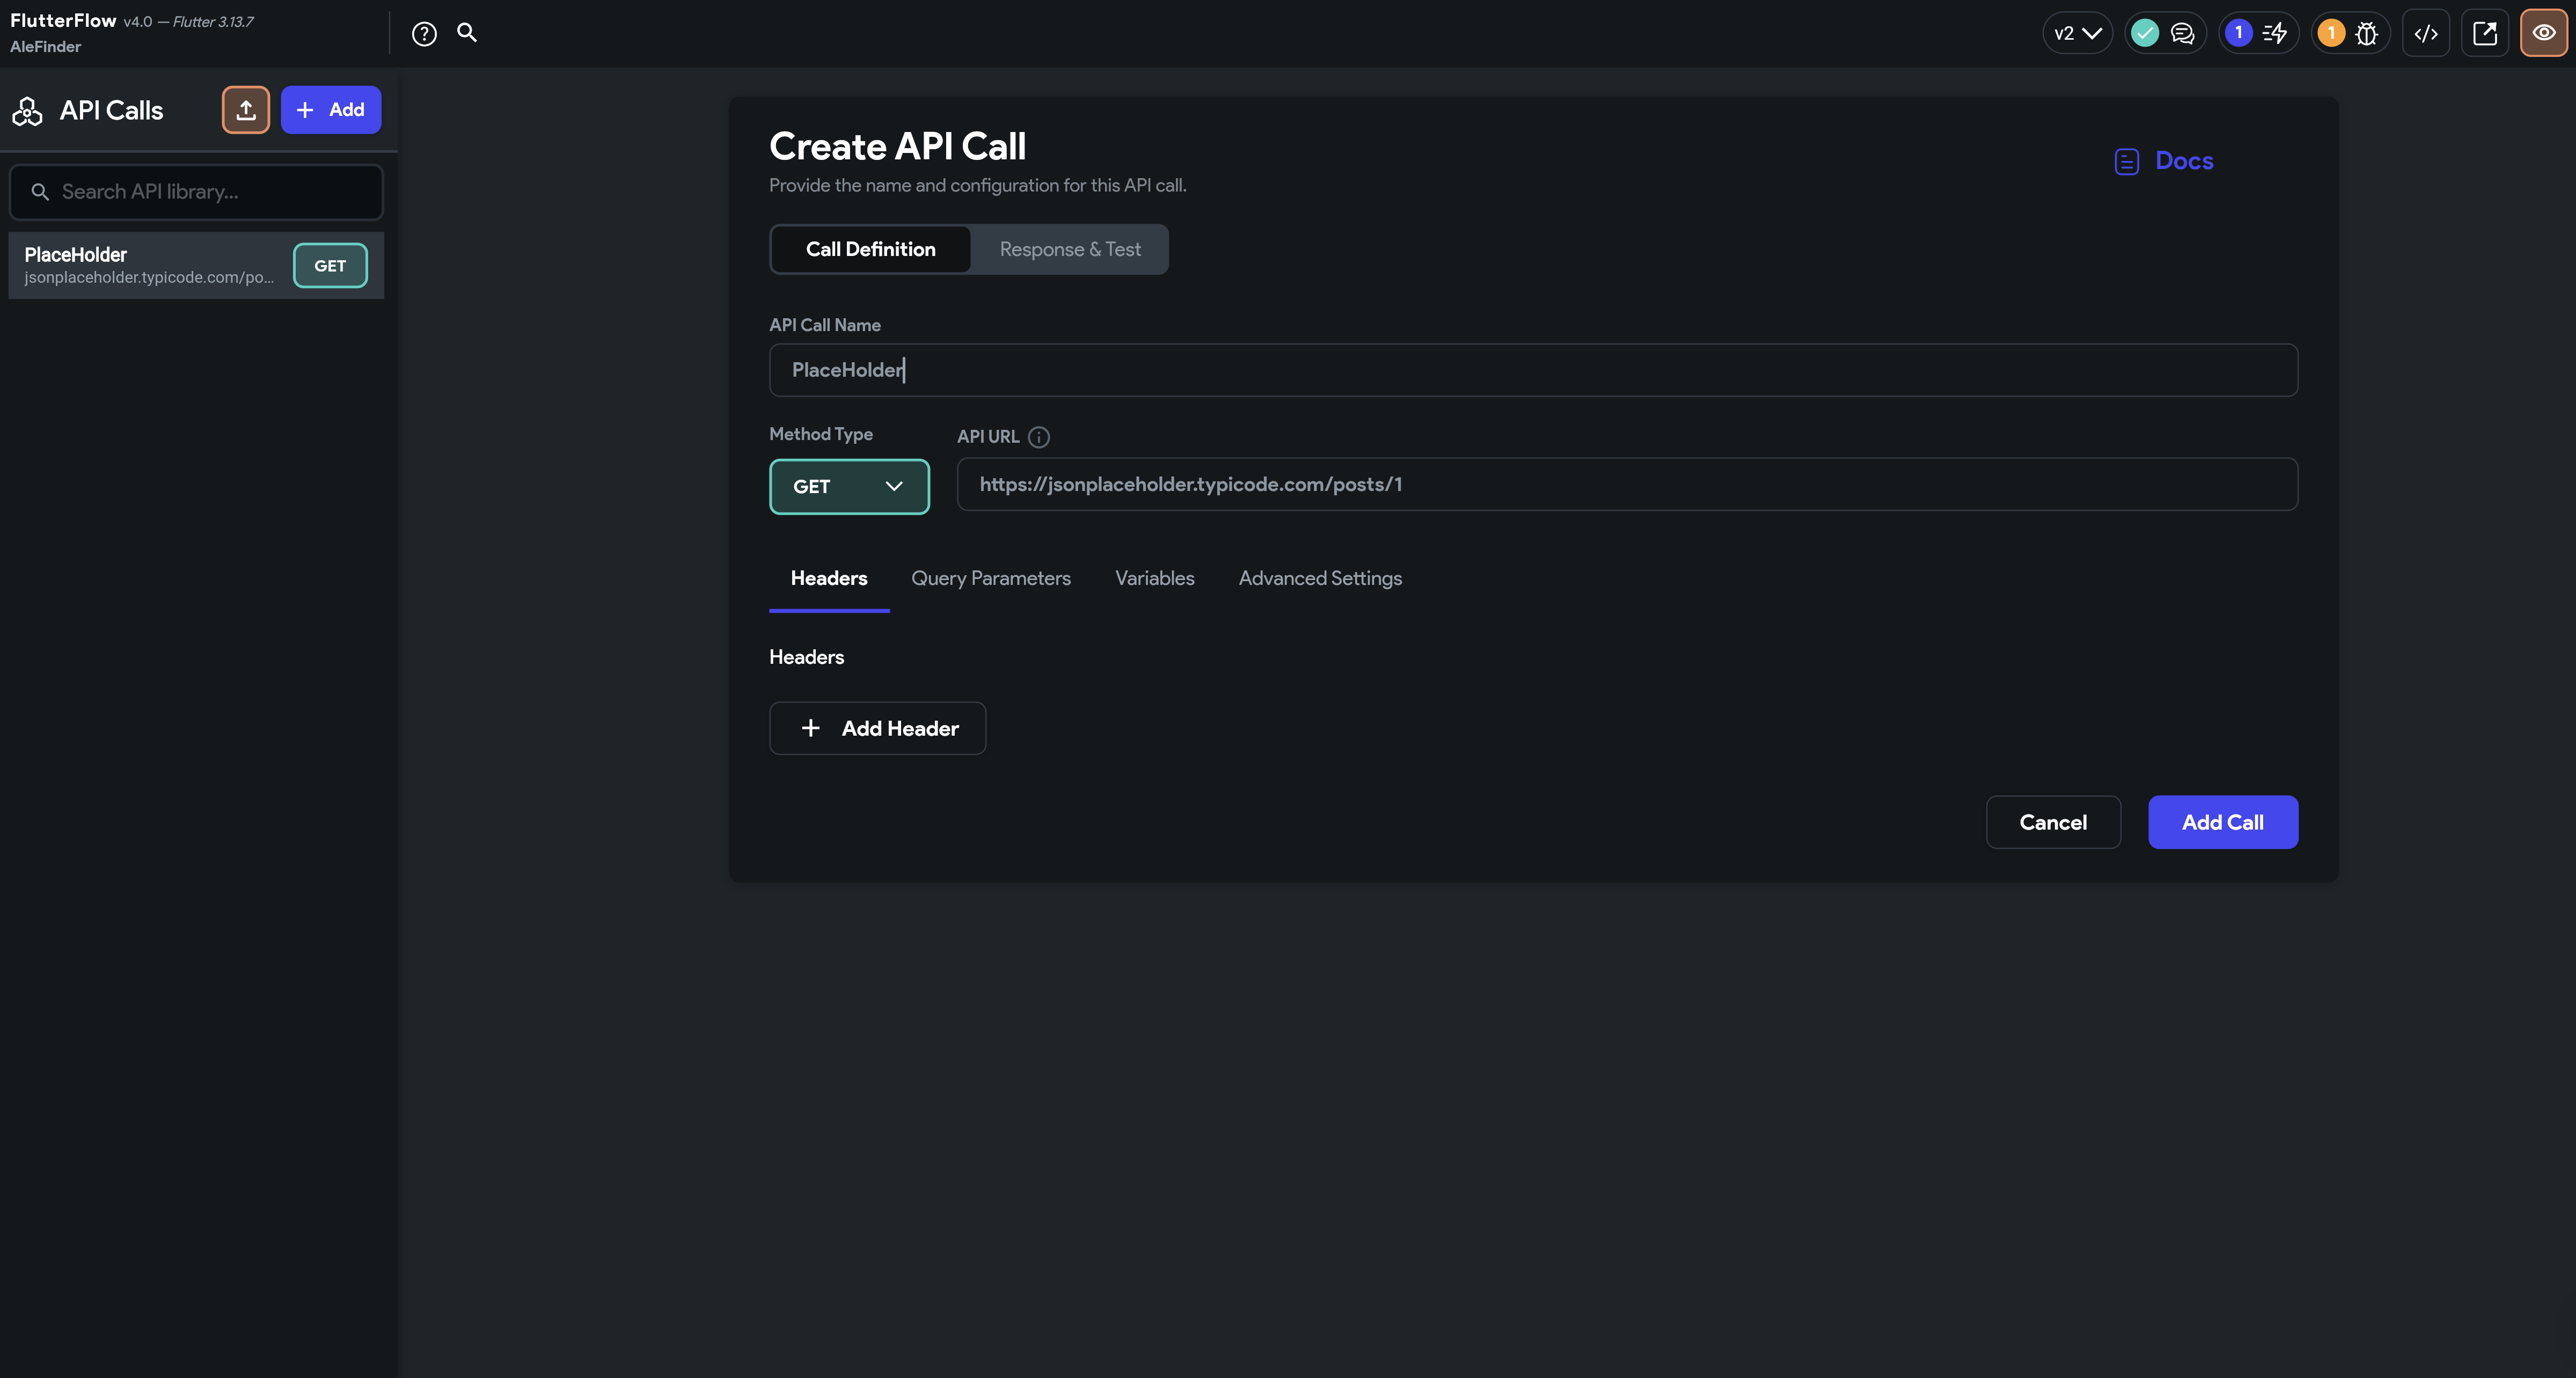 FlutterFlow v4.0 — Flutter 3.13.7
AleFinder
v2
1
1
API Calls
Add
Search API library...
PlaceHolder
jsonplaceholder.typicode.com/po...
GET
Create API Call
Provide the name and configuration for this API call.
Docs
Call Definition
Response & Test
API Call Name
PlaceHolder
Method Type
API URL
GET
https://jsonplaceholder.typicode.com/posts/1
Headers
Query Parameters
Variables
Advanced Settings
Headers
Add Header
Cancel
Add Call